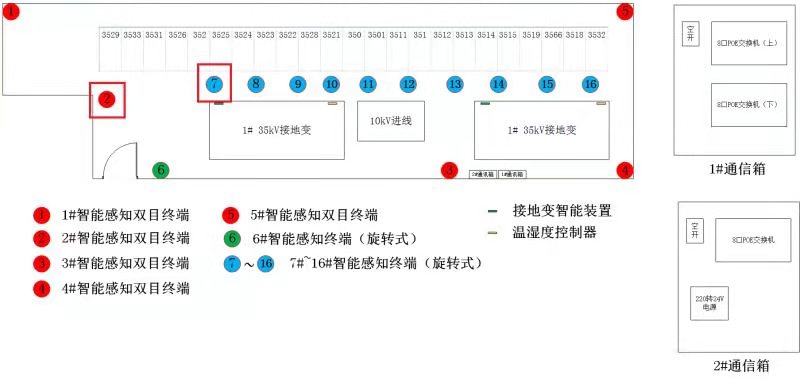 1
5
3529 3533 3531 3526 352 3525 3524 3528 3521 350 3501 3511 351 3512 3513 3514 3515 3519 3566 3518 3532
2
7 8 9 10 11 12 13 14 15 16
1# 35kV接地变
10kV进线
1# 35kV接地变
6
3
2#通讯箱 1#通讯箱
4
空开
8口POE交换机(上)
8口POE交换机(下)
1#通信箱
1 1#智能感知双目终端
2 2#智能感知双目终端
3 3#智能感知双目终端
4 4#智能感知双目终端
5 5#智能感知双目终端
6 6#智能感知终端(旋转式)
7~16 7#~16#智能感知终端(旋转式)
接地变智能装置
温湿度控制器
空开
8口POE交换机
220转24V
电源
2#通信箱